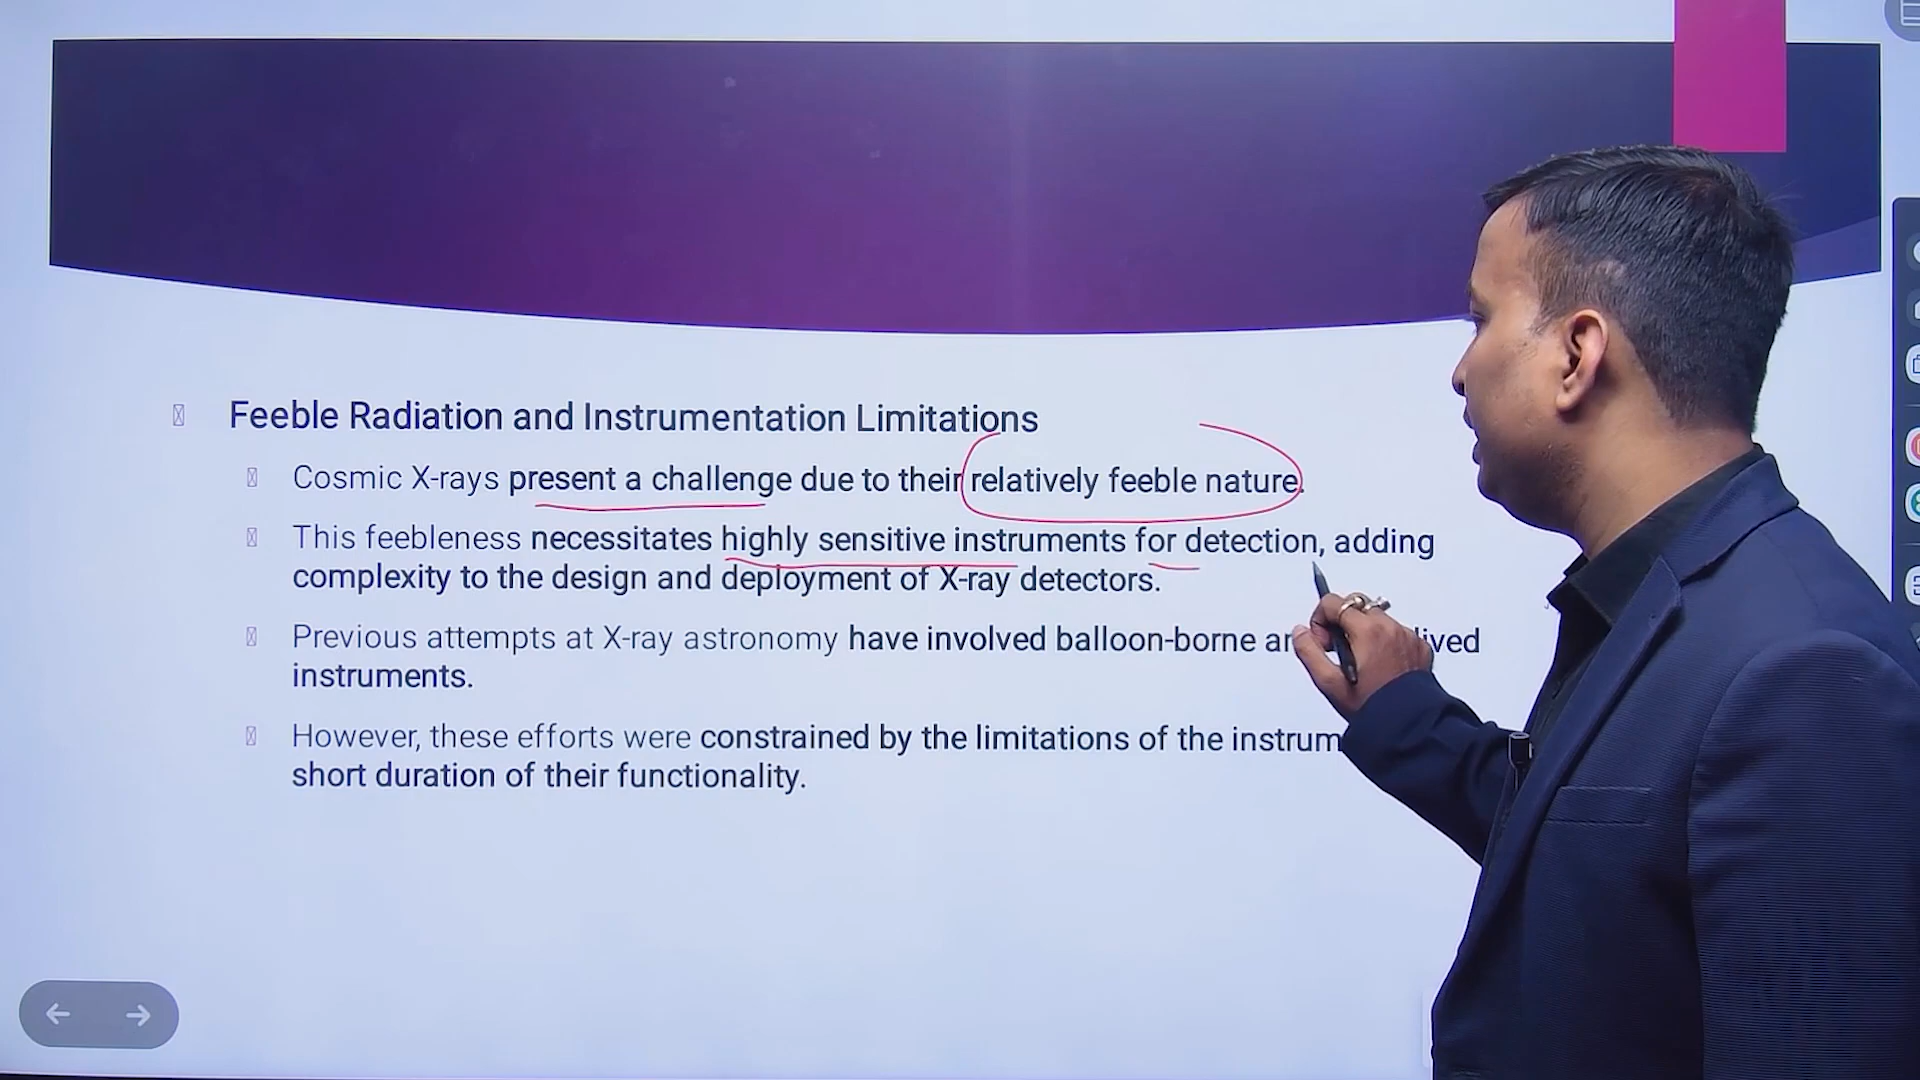 Feeble Radiation and Instrumentation Limitations
Cosmic X-rays present a challenge due to their relatively feeble nature.
This feebleness necessitates highly sensitive instruments for detection, adding
complexity to the design and deployment of X-ray detectors.
Previous attempts at X-ray astronomy have involved balloon-borne
instruments.
However, these efforts were constrained by the limitations of the
short duration of their functionality.